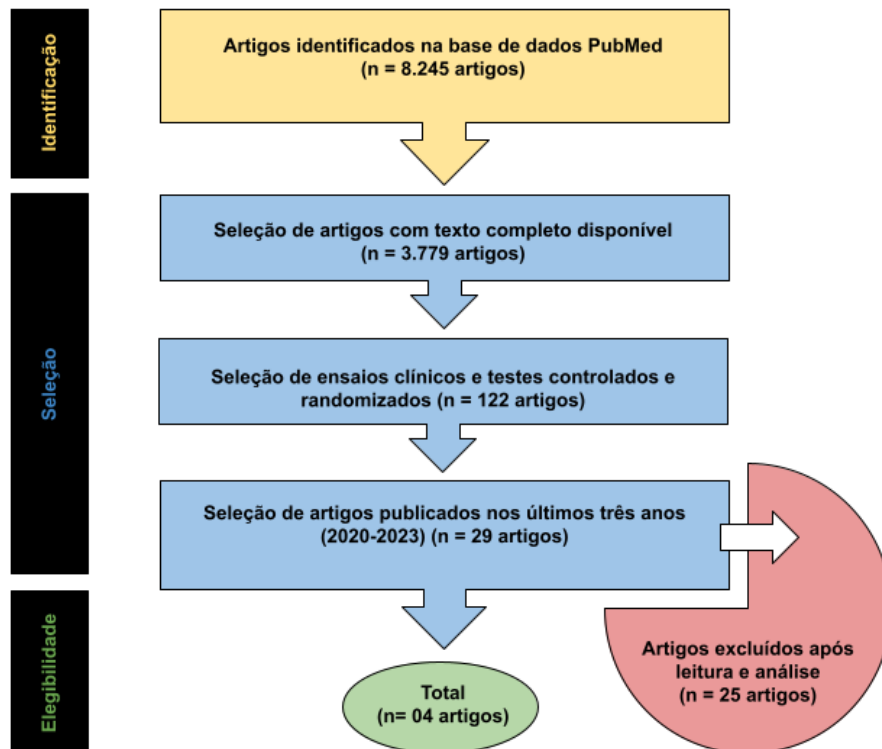 Identificação
Artigos identificados na base de dados PubMed
(n = 8.245 artigos)
Seleção
Seleção de artigos com texto completo disponível
(n = 3.779 artigos)
Seleção de ensaios clínicos e testes controlados e
randomizados (n = 122 artigos)
Seleção de artigos publicados nos últimos três anos
(2020-2023) (n = 29 artigos)
Elegibilidade
Artigos excluídos após
leitura e análise
(n = 25 artigos)
Total
(n= 04 artigos)